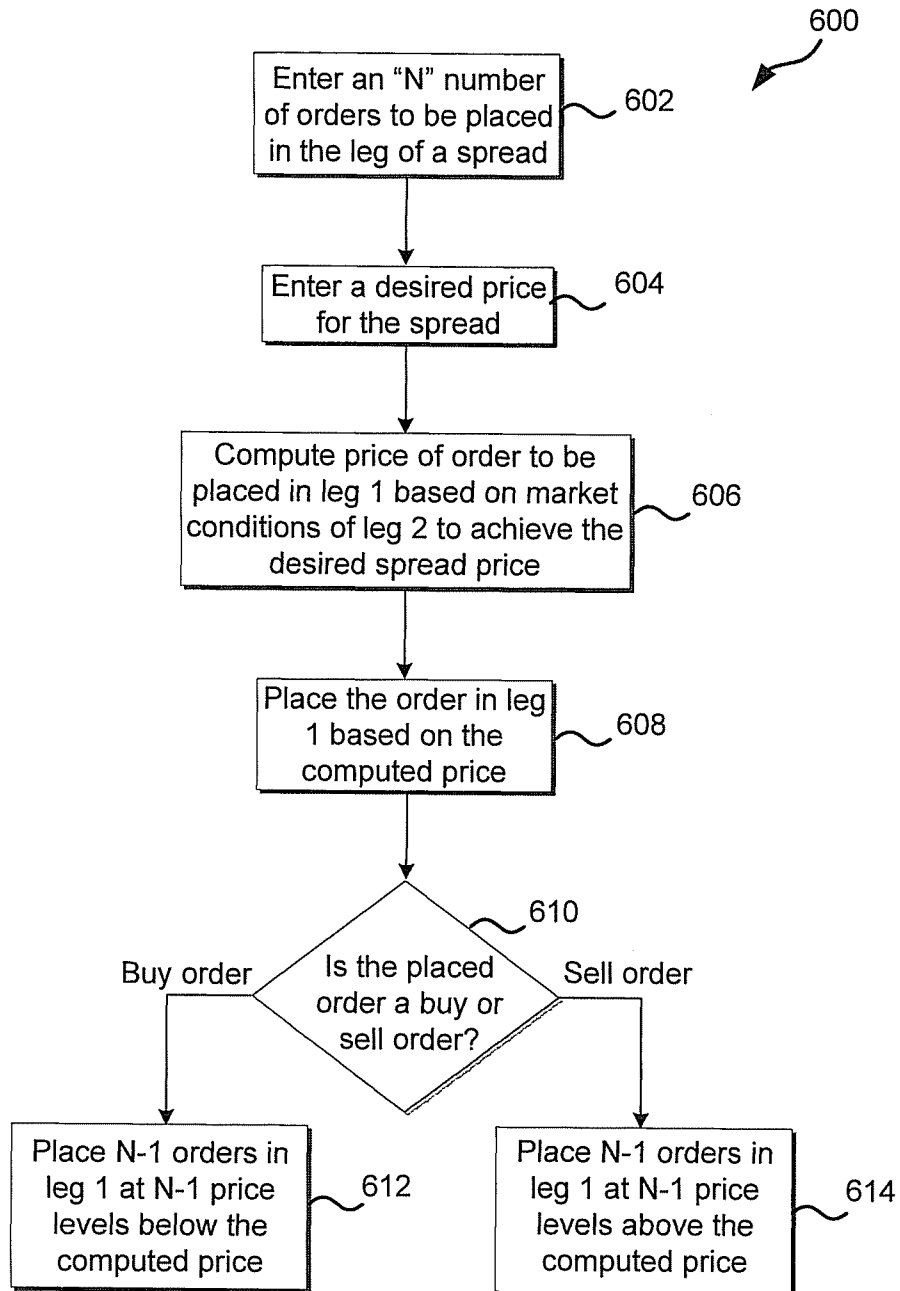 600
Enter an “N” number
of orders to be placed
in the leg of a spread
602
Enter a desired price
for the spread
604
Compute price of order to be
placed in leg 1 based on market
conditions of leg 2 to achieve the
desired spread price
606
Place the order in leg
1 based on the
computed price
608
610
Buy order
Is the placed
order a buy or
sell order?
Sell order
Place N-1 orders in
leg 1 at N-1 price
levels below the
computed price
612
Place N-1 orders in
leg 1 at N-1 price
levels above the
computed price
614